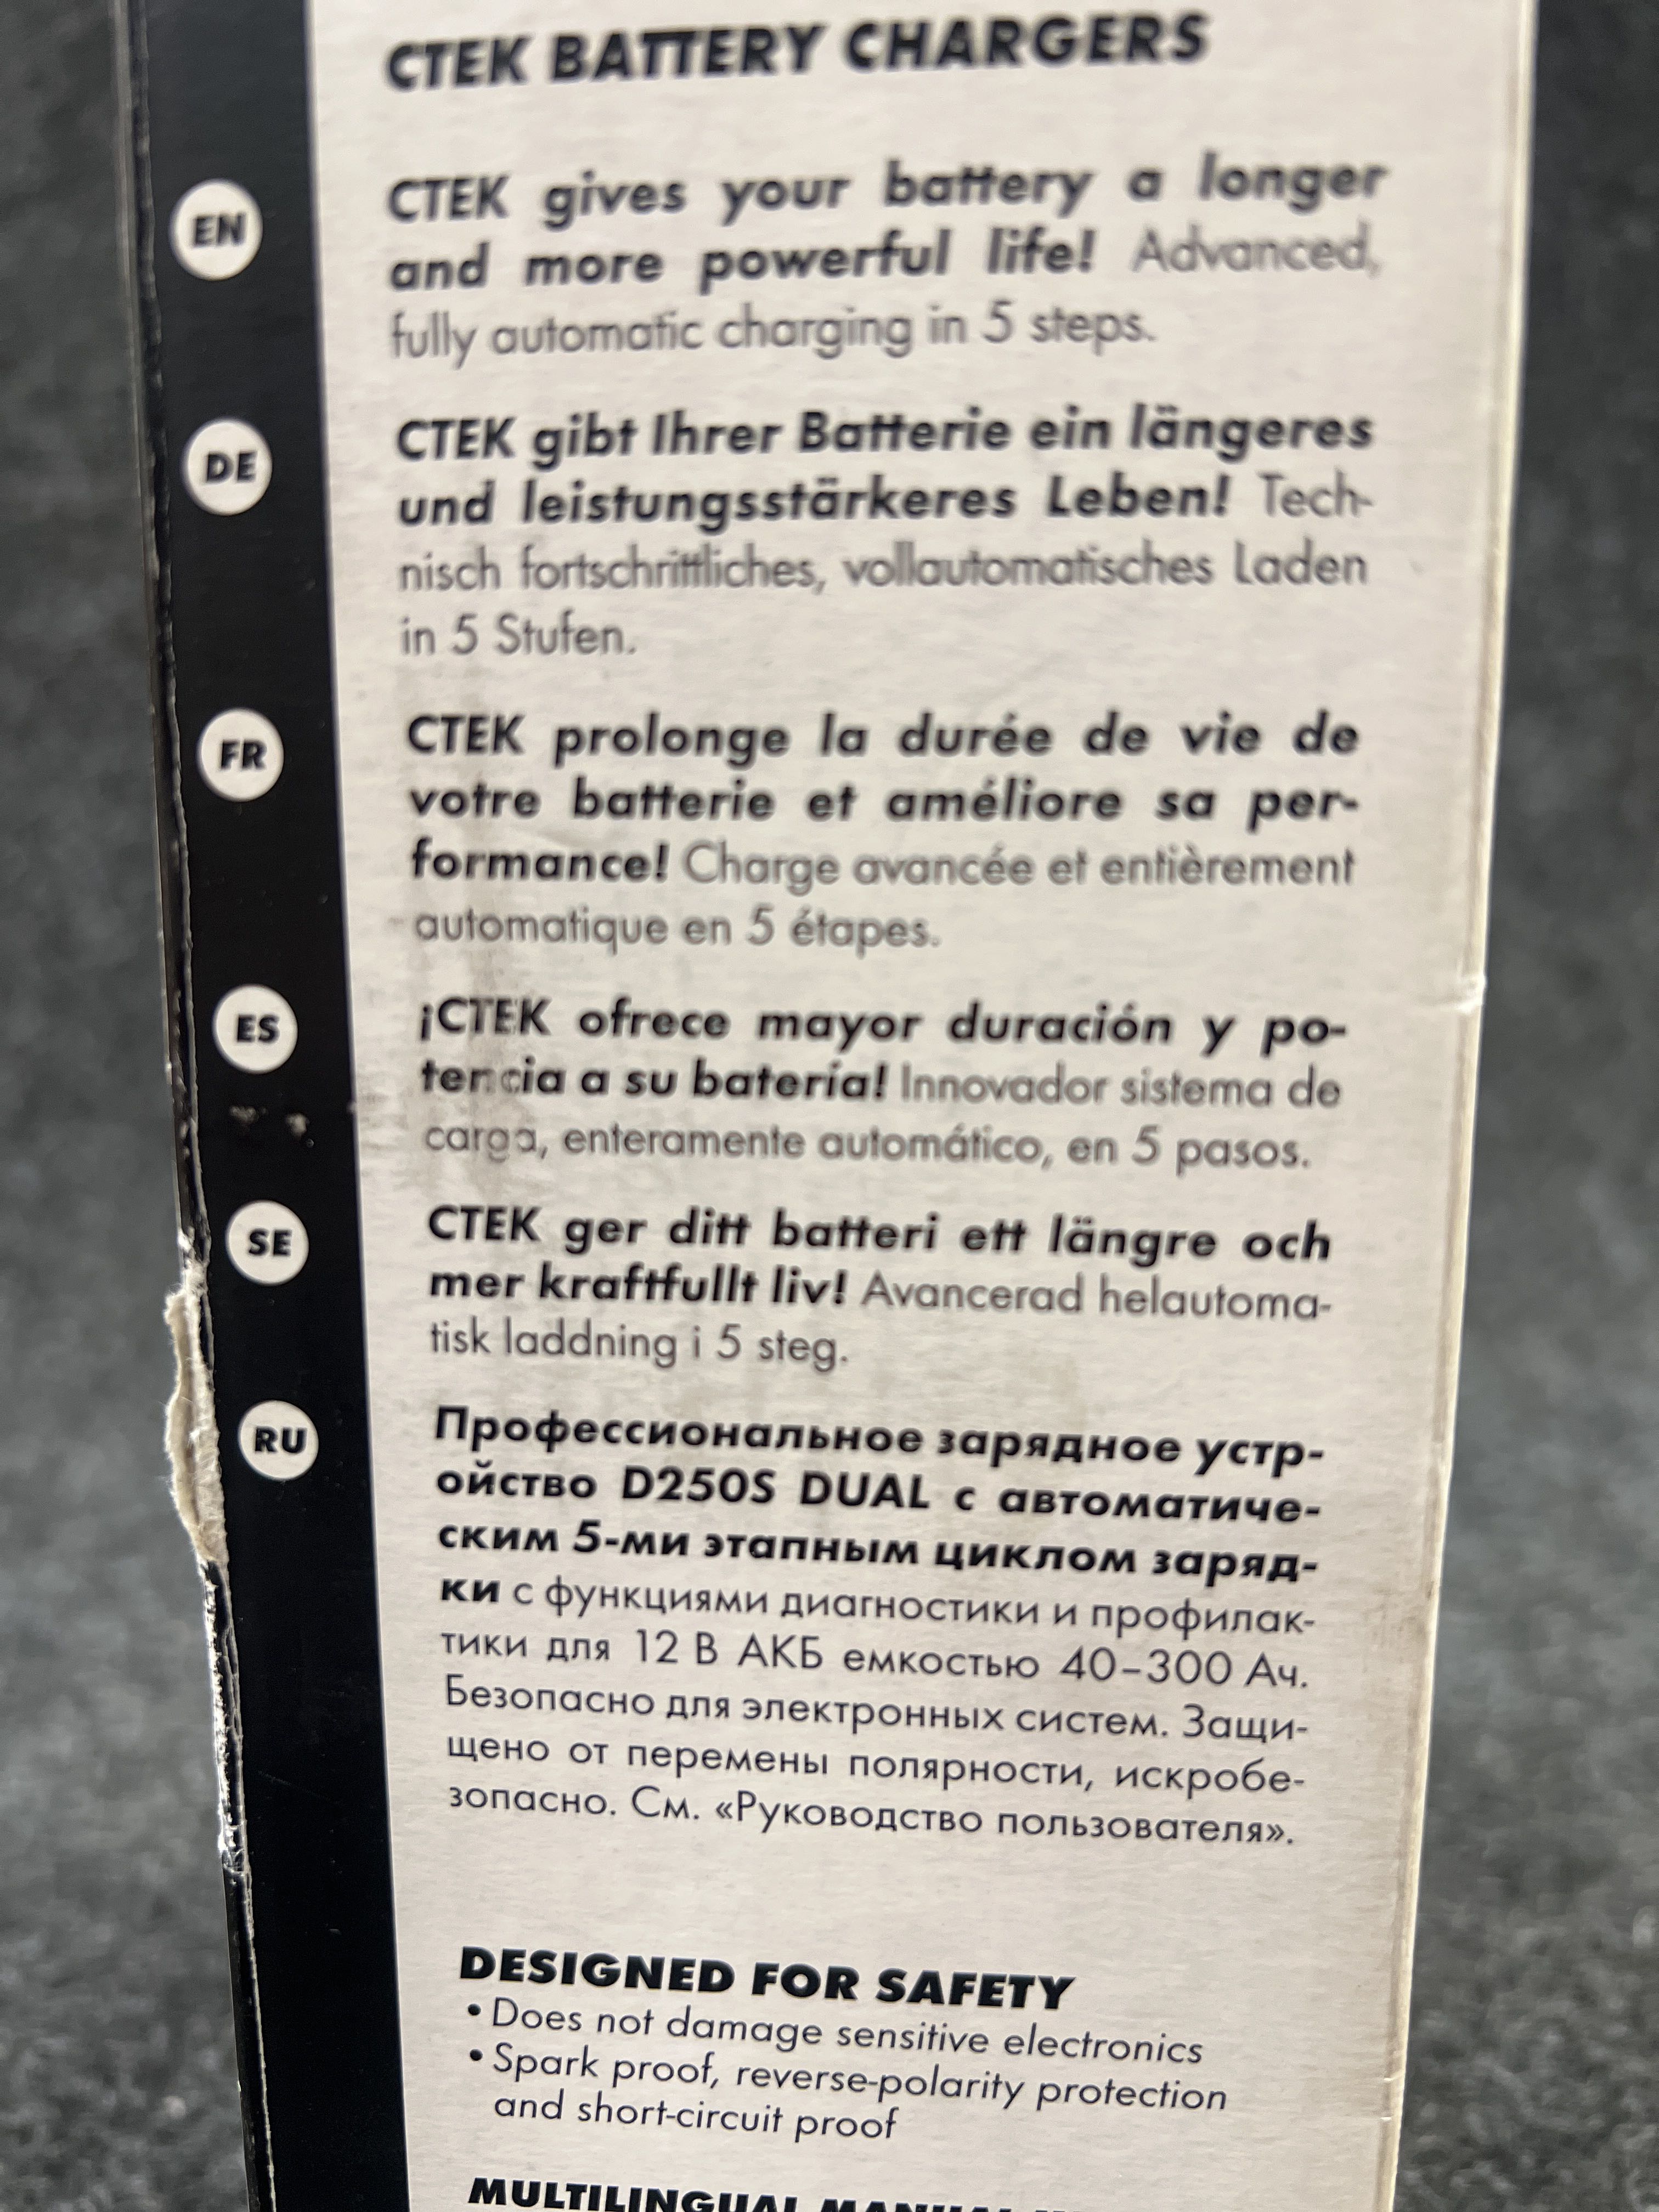 CTEK BATTERY CHARGERS
EN
CTEK gives your battery a longer
and more powerful life! Advanced,
fully automatic charging in 5 steps.
DE
CTEK gibt Ihrer Batterie ein längeres
und leistungsstärkeres Leben! Tech-
nisch fortschrittliches, vollautomatisches Laden
in 5 Stufen.
FR
CTEK prolonge la durée de vie de
votre batterie et améliore sa per-
formance! Charge avancée et entièrement
automatique en 5 étapes.
ES
¡CTEK ofrece mayor duración y po-
tencia a su batería! Innovador sistema de
carga, enteramente automático, en 5 pasos.
SE
CTEK ger ditt batteri ett längre och
mer kraftfullt liv! Avancerad helautoma-
tisk laddning i 5 steg.
RU
Профессиональное зарядное устр-
ойство D250S DUAL с автоматиче-
ским 5-ми этапным циклом заряд-
ки с функциями диагностики и профилак-
тики для 12 В АКБ емкостью 40–300 Ач.
Безопасно для электронных систем. Защи-
щено от перемены полярности, искробе-
зопасно. См. «Руководство пользователя».
DESIGNED FOR SAFETY
• Does not damage sensitive electronics
• Spark proof, reverse-polarity protection
and short-circuit proof
MULTILINGUAL MANUAL